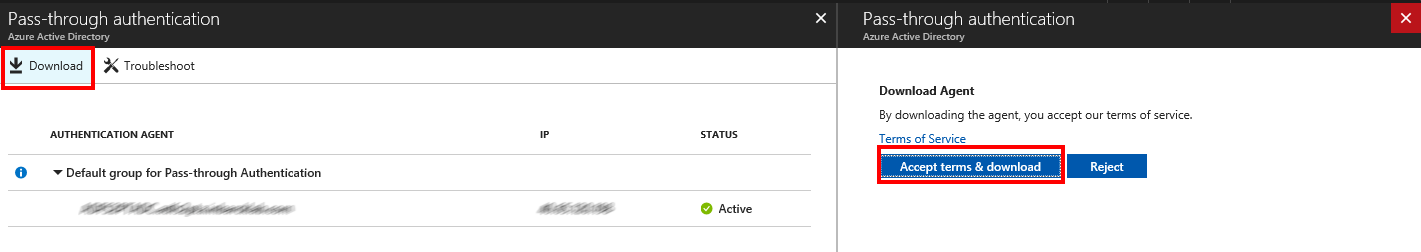 Pass-through authentication
Azure Active Directory
Download Troubleshoot
AUTHENTICATION AGENT IP STATUS
Default group for Pass-through Authentication
Active
Pass-through authentication
Azure Active Directory
Download Agent
By downloading the agent, you accept our terms of service.
Terms of Service
Accept terms & download Reject